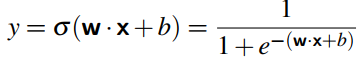 y = σ(w · x + b) = 1 / (1 + e^−(w·x+b))